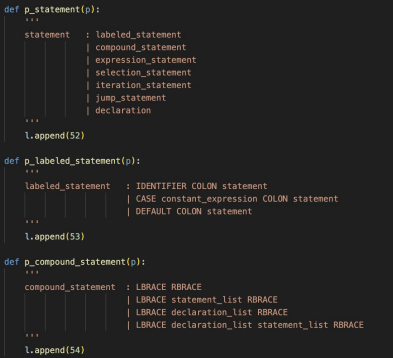 def p_statement(p):
'''
statement : labeled_statement
| compound_statement
| expression_statement
| selection_statement
| iteration_statement
| jump_statement
| declaration
'''
l.append(52)
def p_labeled_statement(p):
'''
labeled_statement : IDENTIFIER COLON statement
| CASE constant_expression COLON statement
| DEFAULT COLON statement
'''
l.append(53)
def p_compound_statement(p):
'''
compound_statement : LBRACE RBRACE
| LBRACE statement_list RBRACE
| LBRACE declaration_list RBRACE
| LBRACE declaration_list statement_list RBRACE
'''
l.append(54)